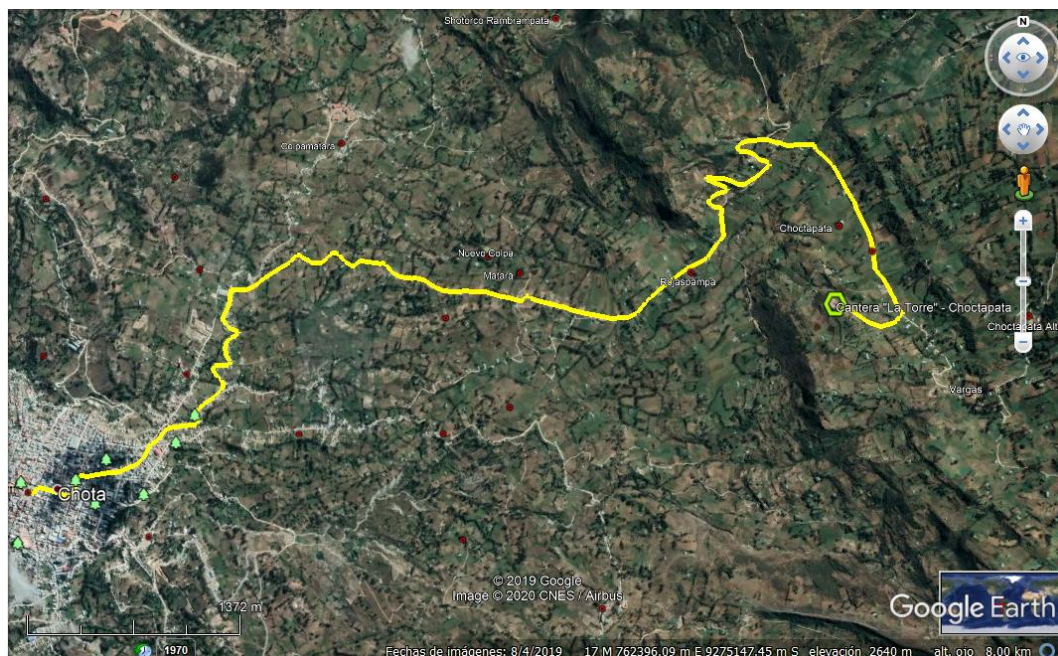 Shotorco Rambrampata
N
Colpamatara
Choctapata
Nuevo Colpa
Matara
Rojaspampa
Cantera "La Torre" - Choctapata
Choctapata Alt
Vargas
Chota
© 2019 Google
Image © 2020 CNES / Airbus
1372 m
Google Earth
1970
Fechas de imágenes: 8/4/2019 17 M 762396.09 m E 9275147.45 m S elevación 2640 m alt. ojo 8.00 km